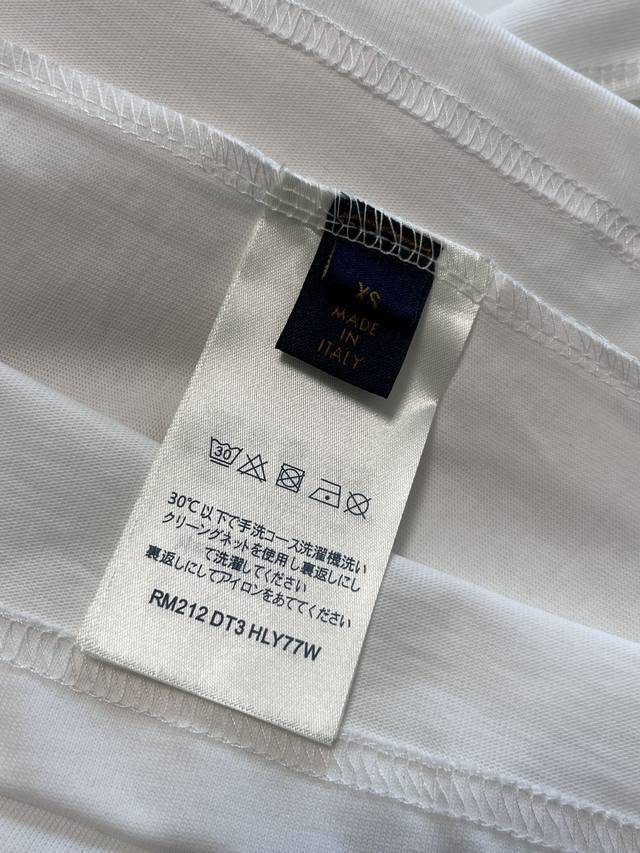 XS
MADE
IN
ITALY
30
30℃以下で手洗コース洗濯機洗い
クリーングネットを使用し裏返しにし
て洗濯してください
裏返しにしてアイロンをあててください
RM212 DT3 HLY77W